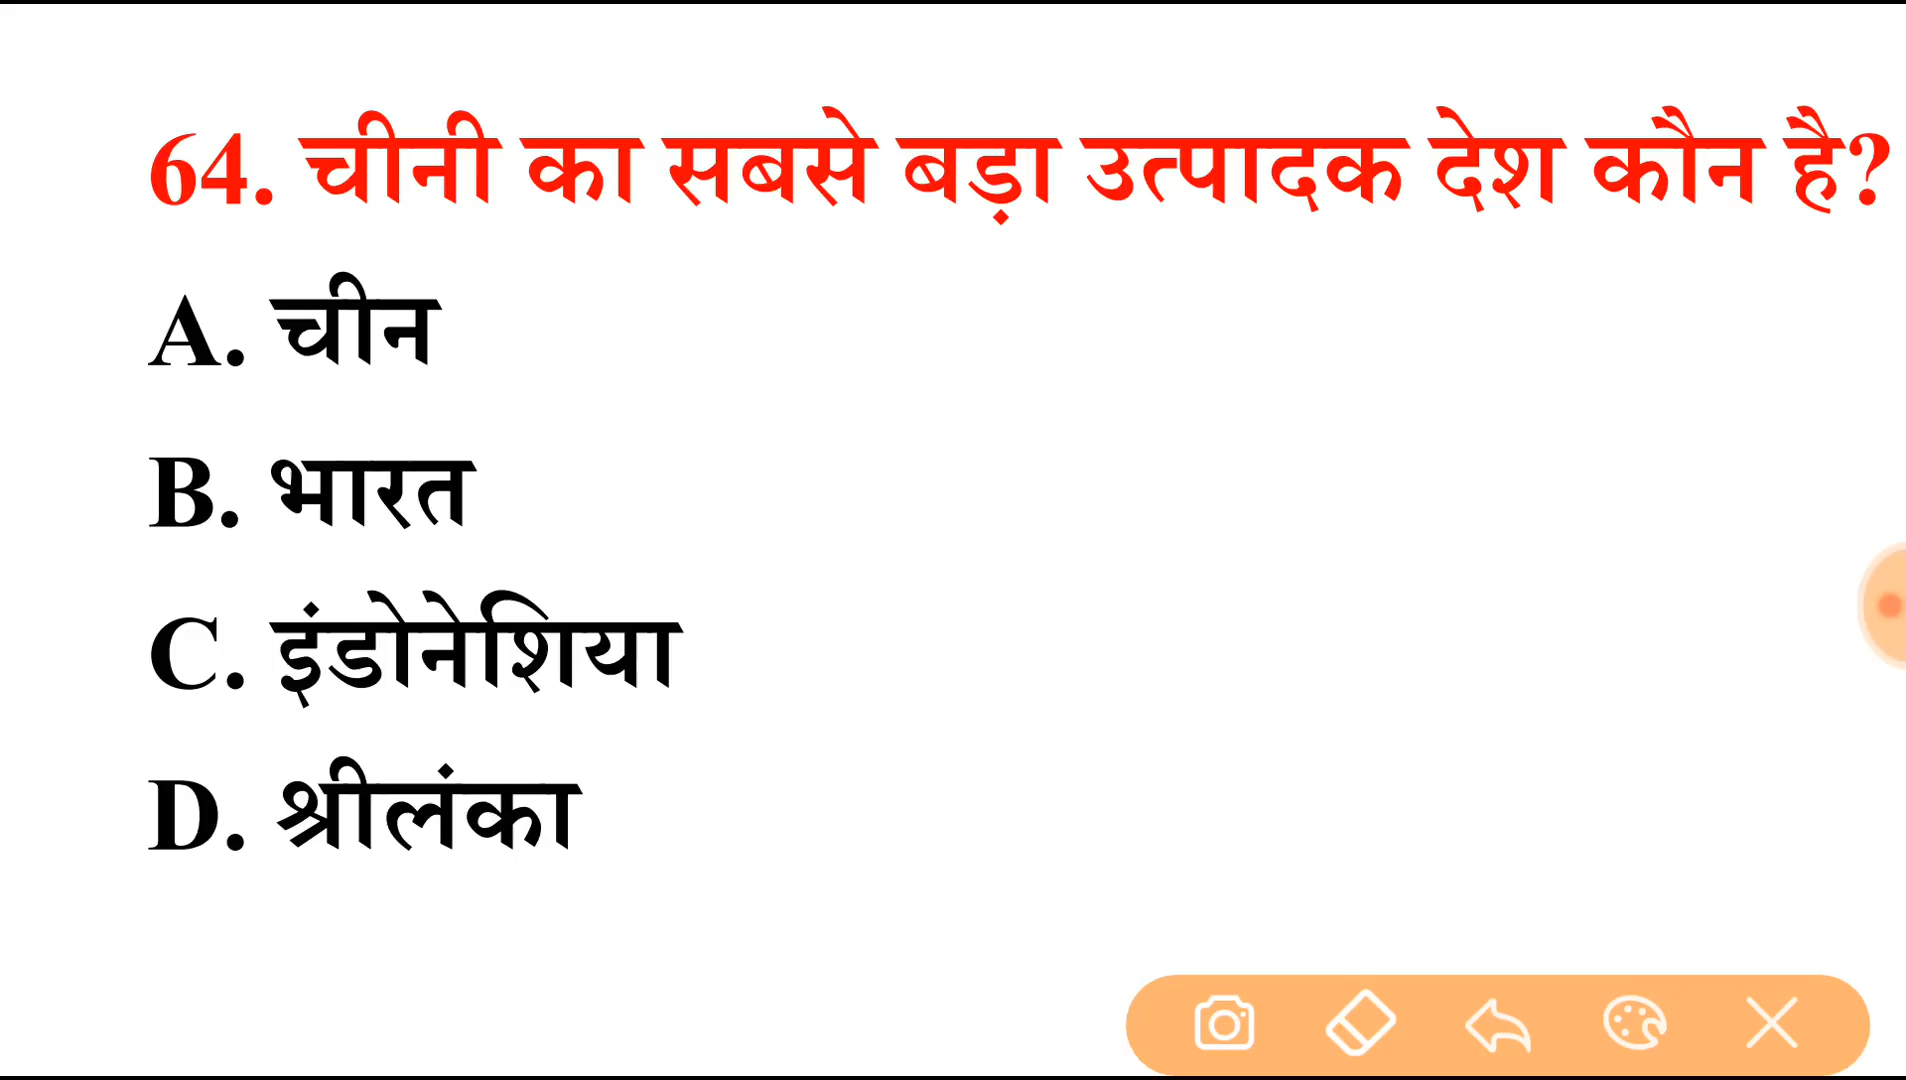 64. चीनी का सबसे बड़ा उत्पादक देश कौन है?
A. चीन
B. भारत
C. इंडोनेशिया
D. श्रीलंका